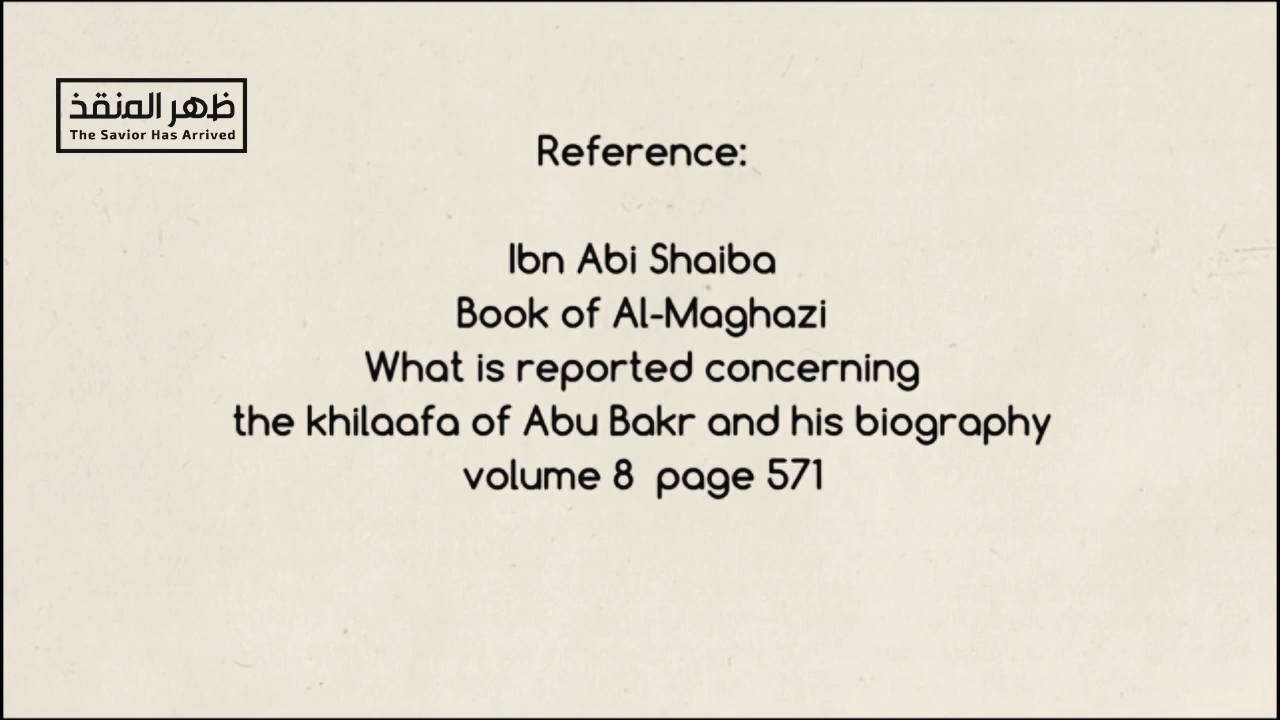 ظهر المنقذ
The Savior Has Arrived
Reference:
Ibn Abi Shaiba
Book of Al-Maghazi
What is reported concerning
the khilaafa of Abu Bakr and his biography
volume 8 page 571